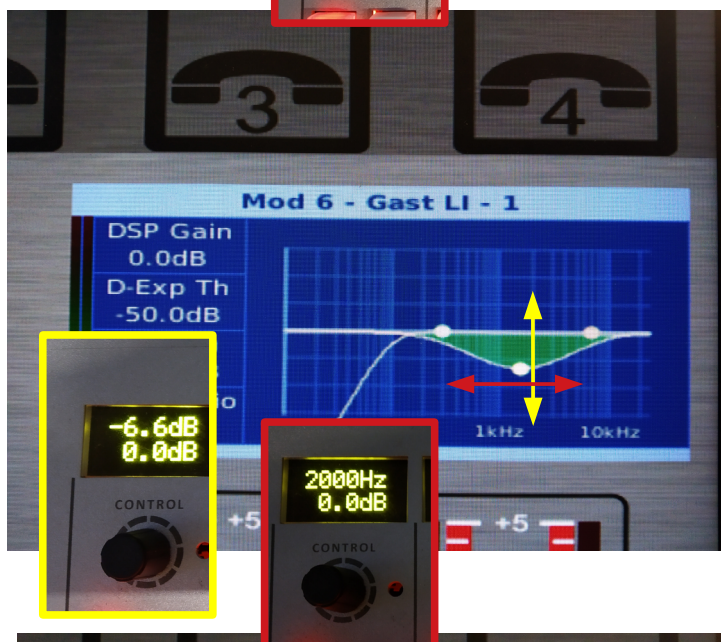 3
4
Mod 6 - Gast LI - 1
DSP Gain
0.0dB
D-Exp Th
-50.0dB
1kHz
10kHz
-6.6dB
0.0dB
CONTROL
2000Hz
0.0dB
CONTROL
+5
+5